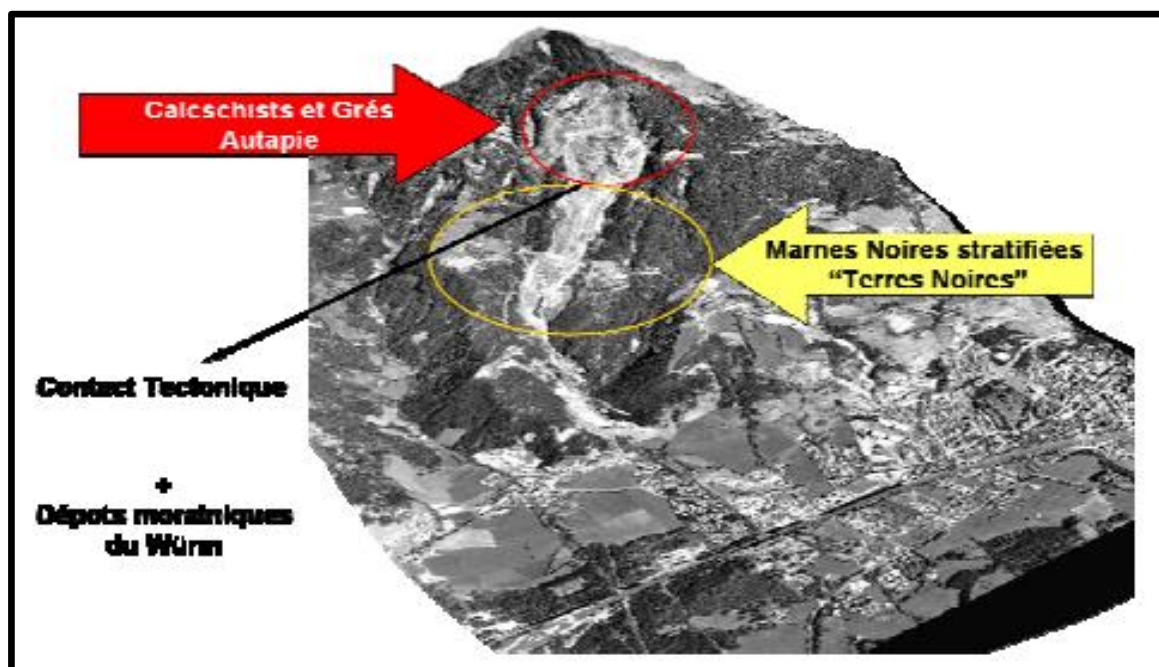 Calcschists et Grés
Autapie
Marnes Noires stratifiées
“Terres Noires”
Contact Tectonique
+
Dépots morainiques
du Würm